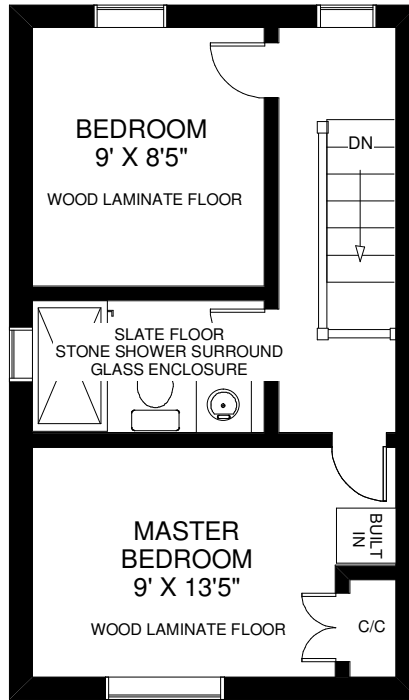 BEDROOM
9' X 8'5"
WOOD LAMINATE FLOOR
DN
SLATE FLOOR
STONE SHOWER SURROUND
GLASS ENCLOSURE
MASTER
BEDROOM
9' X 13'5"
WOOD LAMINATE FLOOR
BUILT
IN
C/C